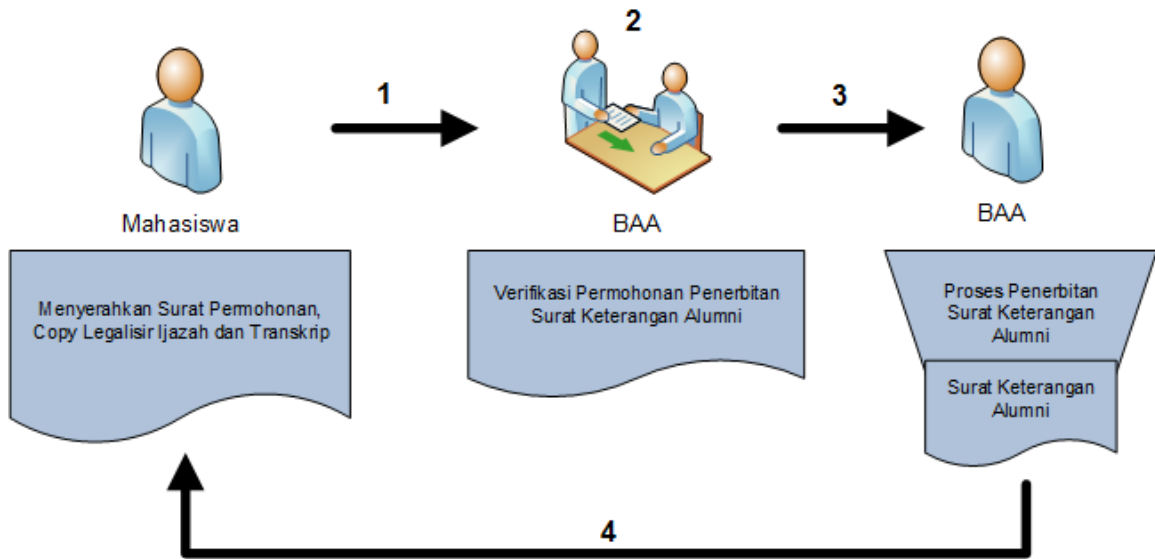 2
1
3
Mahasiswa
BAA
BAA
Menyerahkan Surat Permohonan,
Copy Legalisir Ijazah dan Transkrip
Verifikasi Permohonan Penerbitan
Surat Keterangan Alumni
Proses Penerbitan
Surat Keterangan
Alumni
Surat Keterangan
Alumni
4